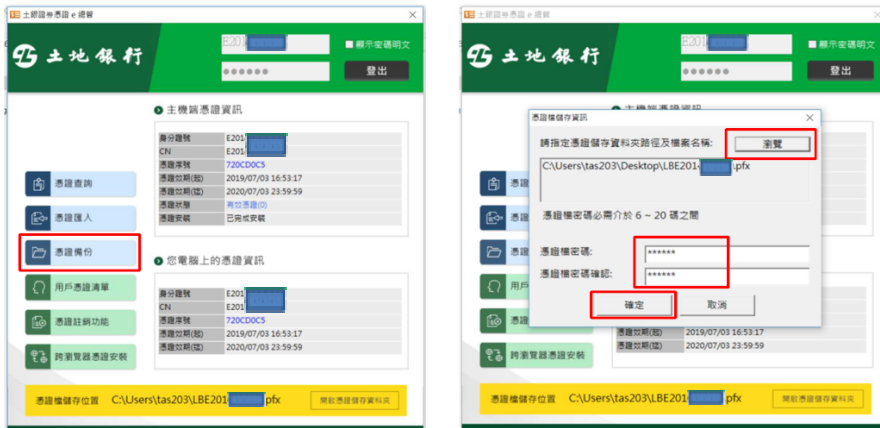 土銀證券憑證 e 總管
土地銀行
E201
顯示密碼明文
●●●●●●
登出
主機端憑證資訊
身分證號 E201
CN E201
憑證序號 720CD0C5
憑證效期(起) 2019/07/03 16:53:17
憑證效期(迄) 2020/07/03 23:59:59
憑證狀態 有效憑證(0)
憑證安裝 已完成安裝
憑證查詢
憑證匯入
憑證備份
用戶憑證清單
憑證註銷功能
跨瀏覽器憑證安裝
您電腦上的憑證資訊
身分證號 E201
CN E201
憑證序號 720CD0C5
憑證效期(起) 2019/07/03 16:53:17
憑證效期(迄) 2020/07/03 23:59:59
憑證檔儲存位置 C:\Users\tas203\LBE201 pfx
開啟憑證儲存資料夾
土銀證券憑證 e 總管
土地銀行
E201
顯示密碼明文
●●●●●●
登出
主機端憑證資訊
憑證檔儲存資訊
請指定憑證儲存資料夾路徑及檔案名稱:
瀏覽
C:\Users\tas203\Desktop\LBE201 .pfx
憑證檔密碼必需介於 6 ~ 20 碼之間
憑證檔密碼: ******
憑證檔密碼確認: ******
確定
取消
憑證
憑證
憑證
用戶
憑證
跨瀏覽器憑證安裝
憑證效期(起) 2019/07/03 16:53:17
憑證效期(迄) 2020/07/03 23:59:59
憑證檔儲存位置 C:\Users\tas203\LBE201 .pfx
開啟憑證儲存資料夾